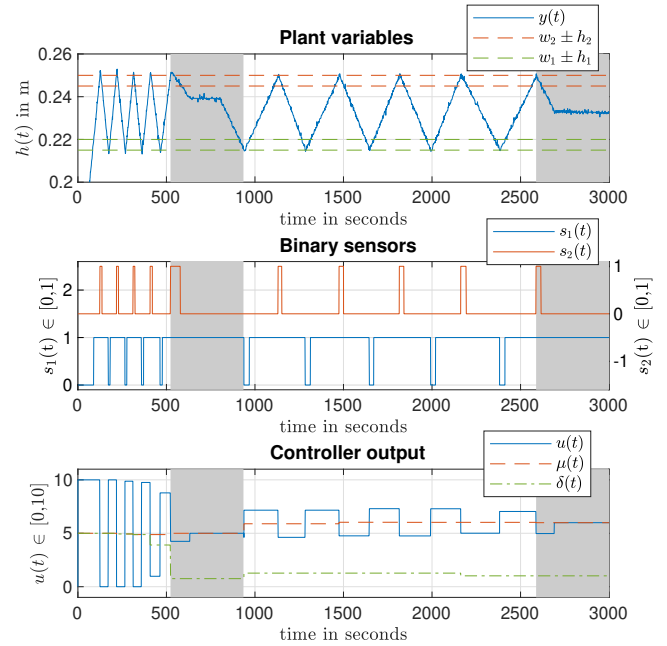 Plant variables
y(t)
w₂ ± h₂
w₁ ± h₁
h(t) in m
0.26
0.24
0.22
0.2
0 500 1000 1500 2000 2500 3000
time in seconds
Binary sensors
s₁(t)
s₂(t)
s₁(t) ∈ [0,1]
2
1
0
1
0
-1
s₂(t) ∈ [0,1]
0 500 1000 1500 2000 2500 3000
time in seconds
Controller output
u(t)
μ(t)
δ(t)
u(t) ∈ [0,10]
10
5
0
0 500 1000 1500 2000 2500 3000
time in seconds